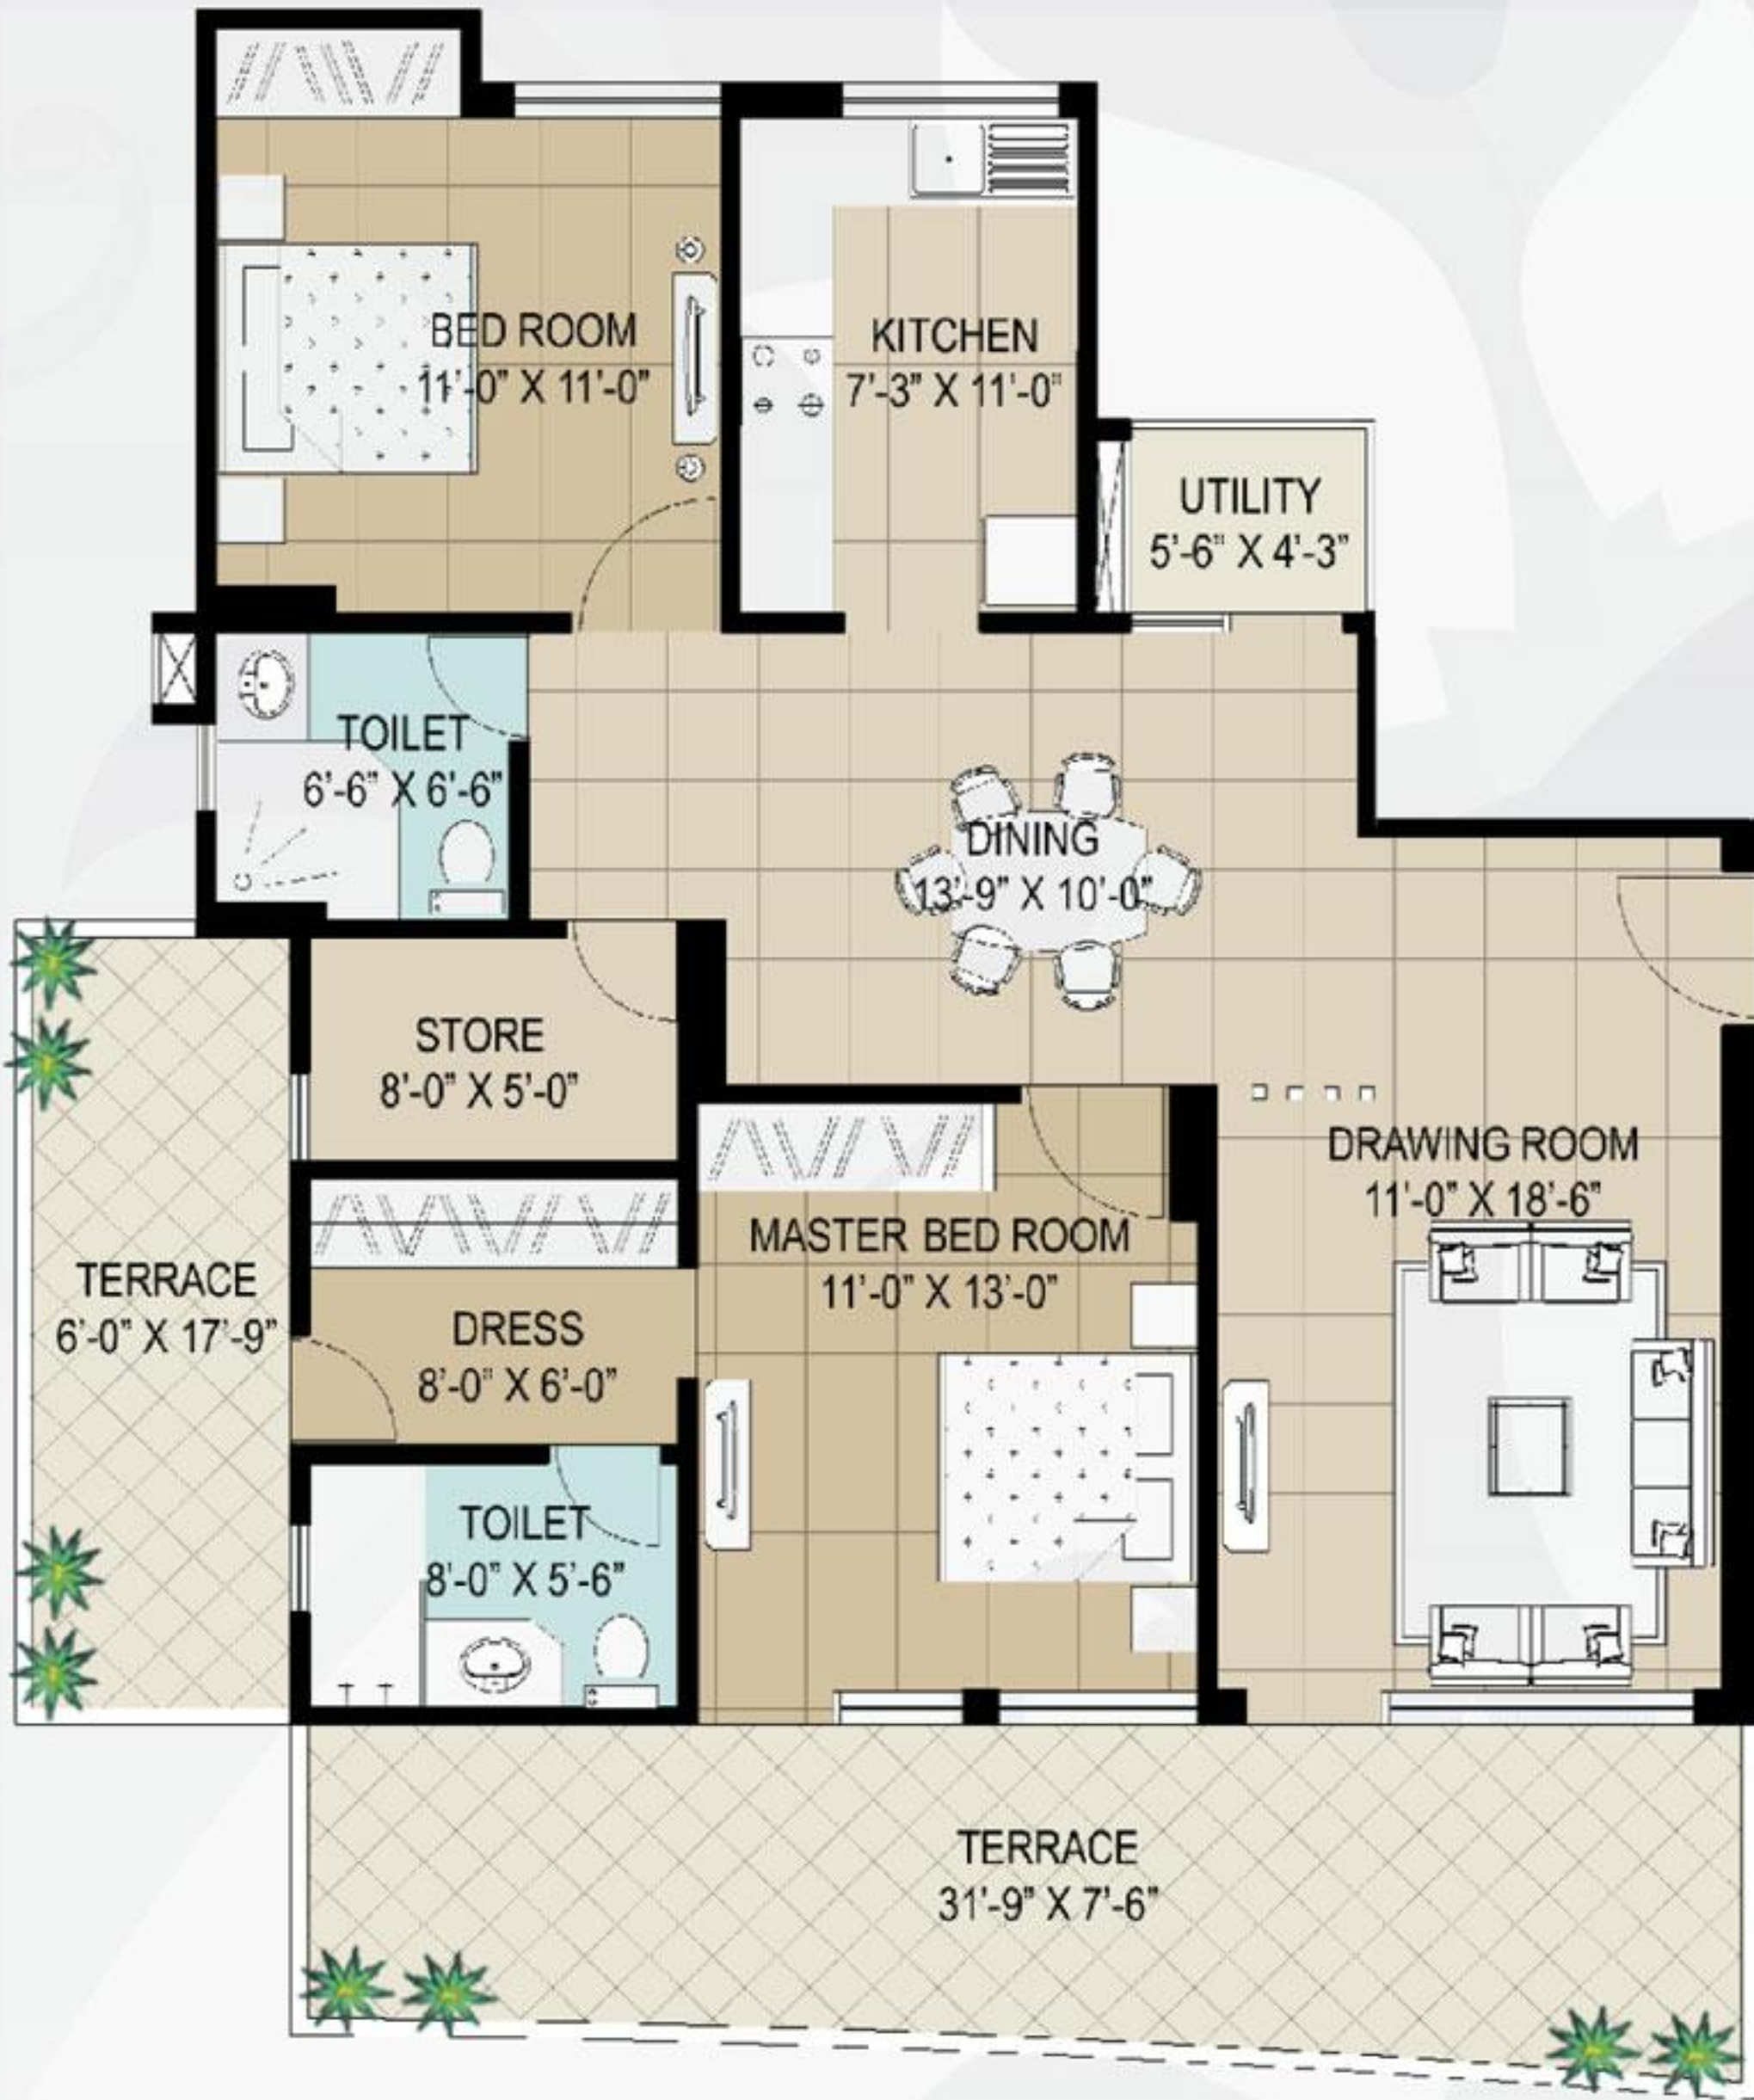 BED ROOM
11'-0" X 11'-0"
KITCHEN
7'-3" X 11'-0"
UTILITY
5'-6" X 4'-3"
TOILET
6'-6" X 6'-6"
DINING
13'-9" X 10'-0"
STORE
8'-0" X 5'-0"
DRAWING ROOM
11'-0" X 18'-6"
MASTER BED ROOM
11'-0" X 13'-0"
TERRACE
6'-0" X 17'-9"
DRESS
8'-0" X 6'-0"
TOILET
8'-0" X 5'-6"
TERRACE
31'-9" X 7'-6"